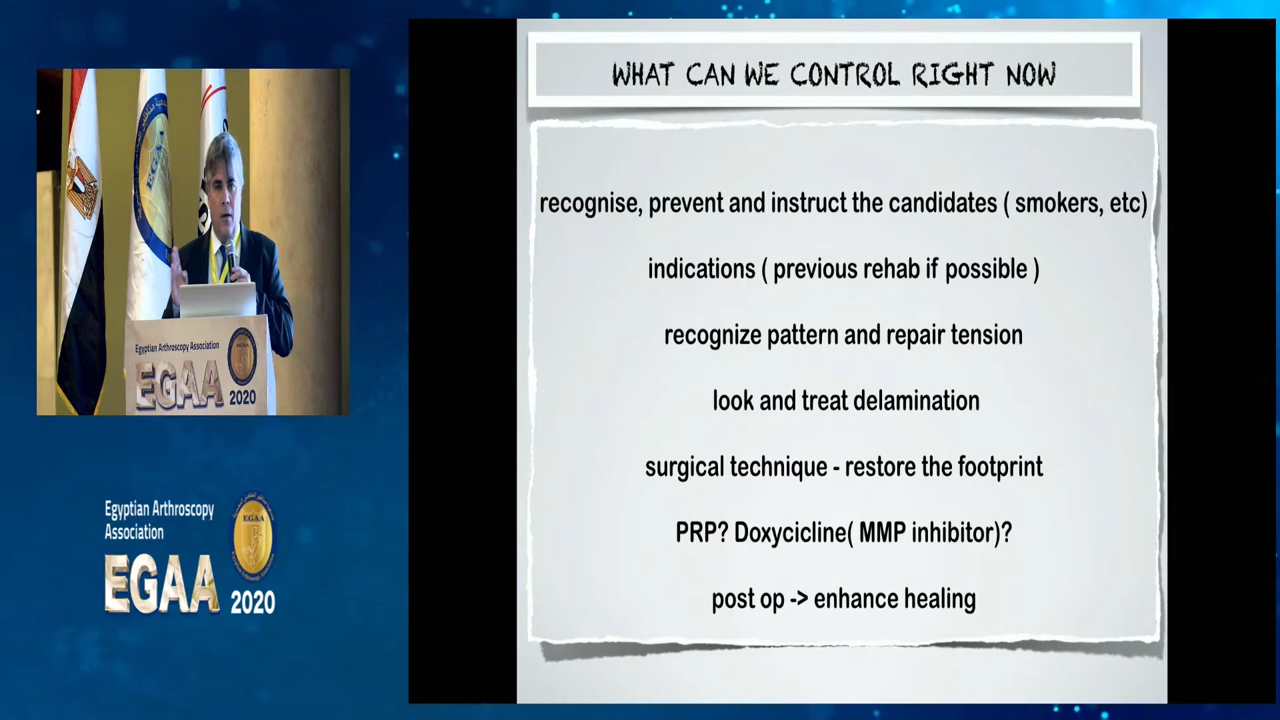 WHAT CAN WE CONTROL RIGHT NOW
recognise, prevent and instruct the candidates ( smokers, etc)
indications ( previous rehab if possible )
recognize pattern and repair tension
look and treat delamination
surgical technique - restore the footprint
PRP? Doxycicline( MMP inhibitor)?
post op -> enhance healing
EGAA
Egyptian Arthroscopy Association
EGAA
2020
Egyptian Arthroscopy
Association
EGAA
EGAA 2020